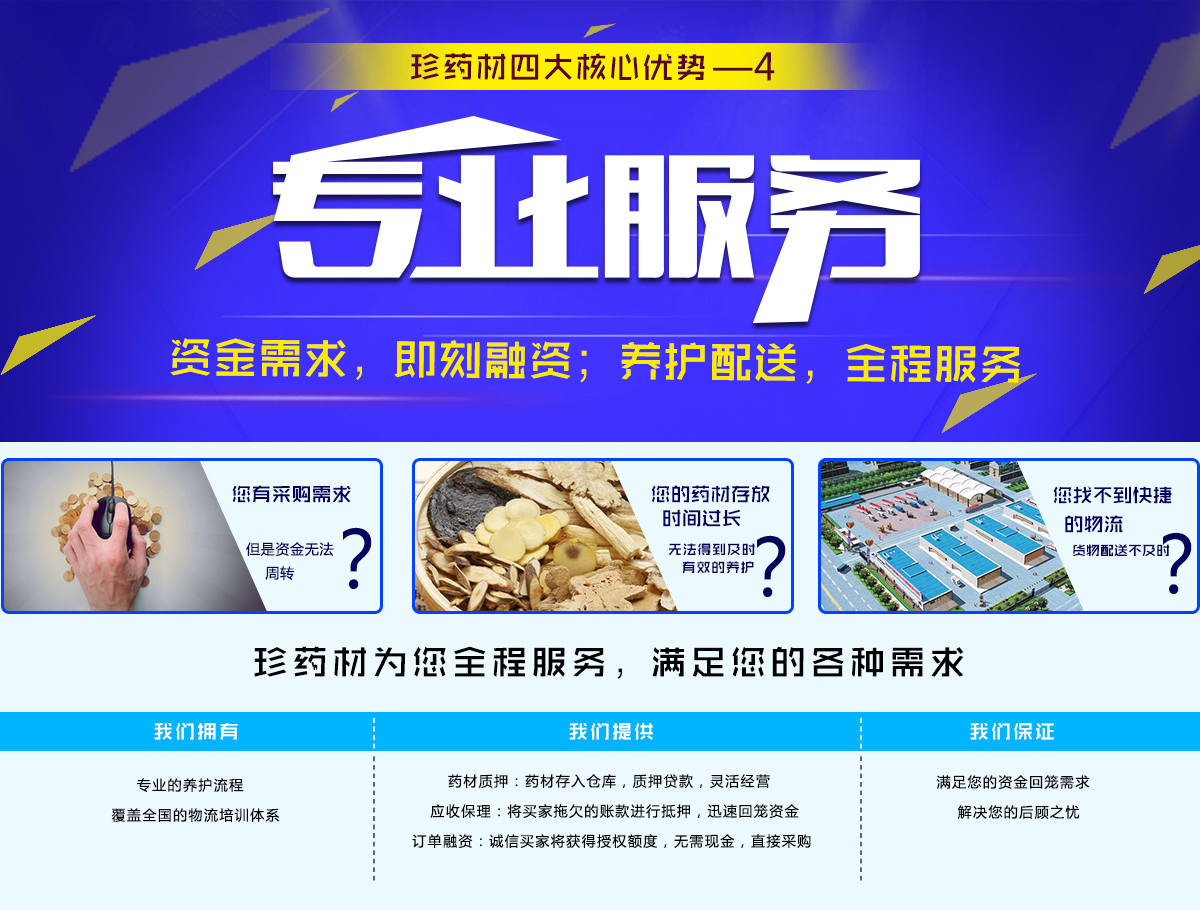 珍药材四大核心优势—4
专业服务
资金需求，即刻融资；养护配送，全程服务
您有采购需求
但是资金无法
周转
？
您的药材存放
时间过长
无法得到及时
有效的养护
？
您找不到快捷
的物流
货物配送不及时
？
珍药材为您全程服务，满足您的各种需求
我们拥有
专业的养护流程
覆盖全国的物流培训体系
我们提供
药材质押：药材存入仓库，质押贷款，灵活经营
应收保理：将买家拖欠的账款进行抵押，迅速回笼资金
订单融资：诚信买家将获得授权额度，无需现金，直接采购
我们保证
满足您的资金回笼需求
解决您的后顾之忧